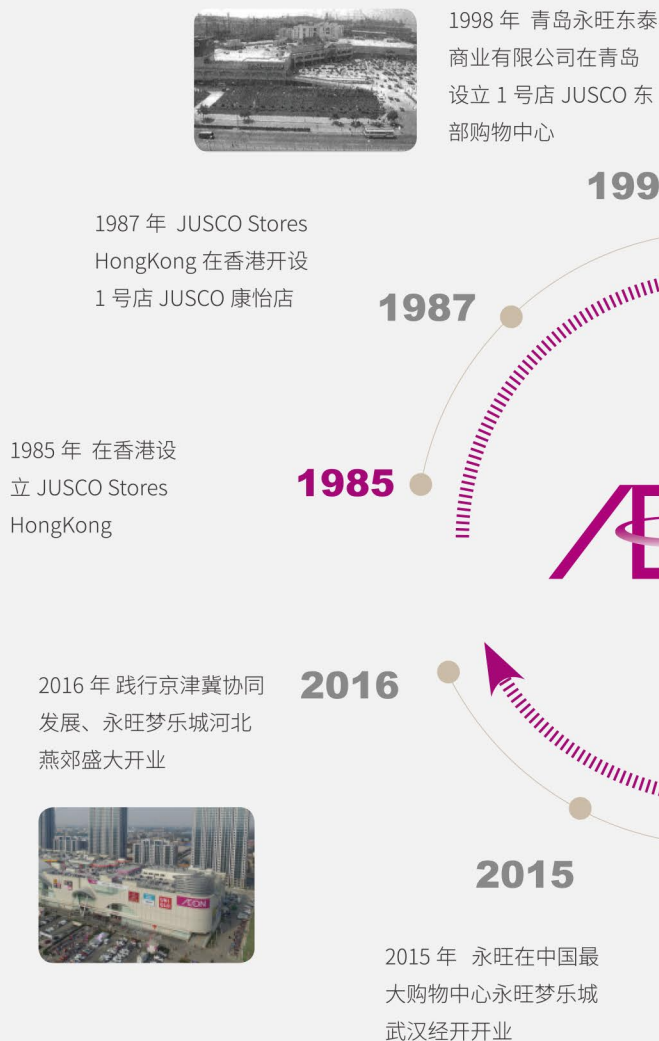 1998 年 青岛永旺东泰
商业有限公司在青岛
设立 1 号店 JUSCO 东
部购物中心
199
1987 年 JUSCO Stores
HongKong 在香港开设
1 号店 JUSCO 康怡店
1987
1985 年 在香港设
立 JUSCO Stores
HongKong
1985
2016 年 践行京津冀协同
发展、永旺梦乐城河北
燕郊盛大开业
2016
AEON
2015
2015 年 永旺在中国最
大购物中心永旺梦乐城
武汉经开开业